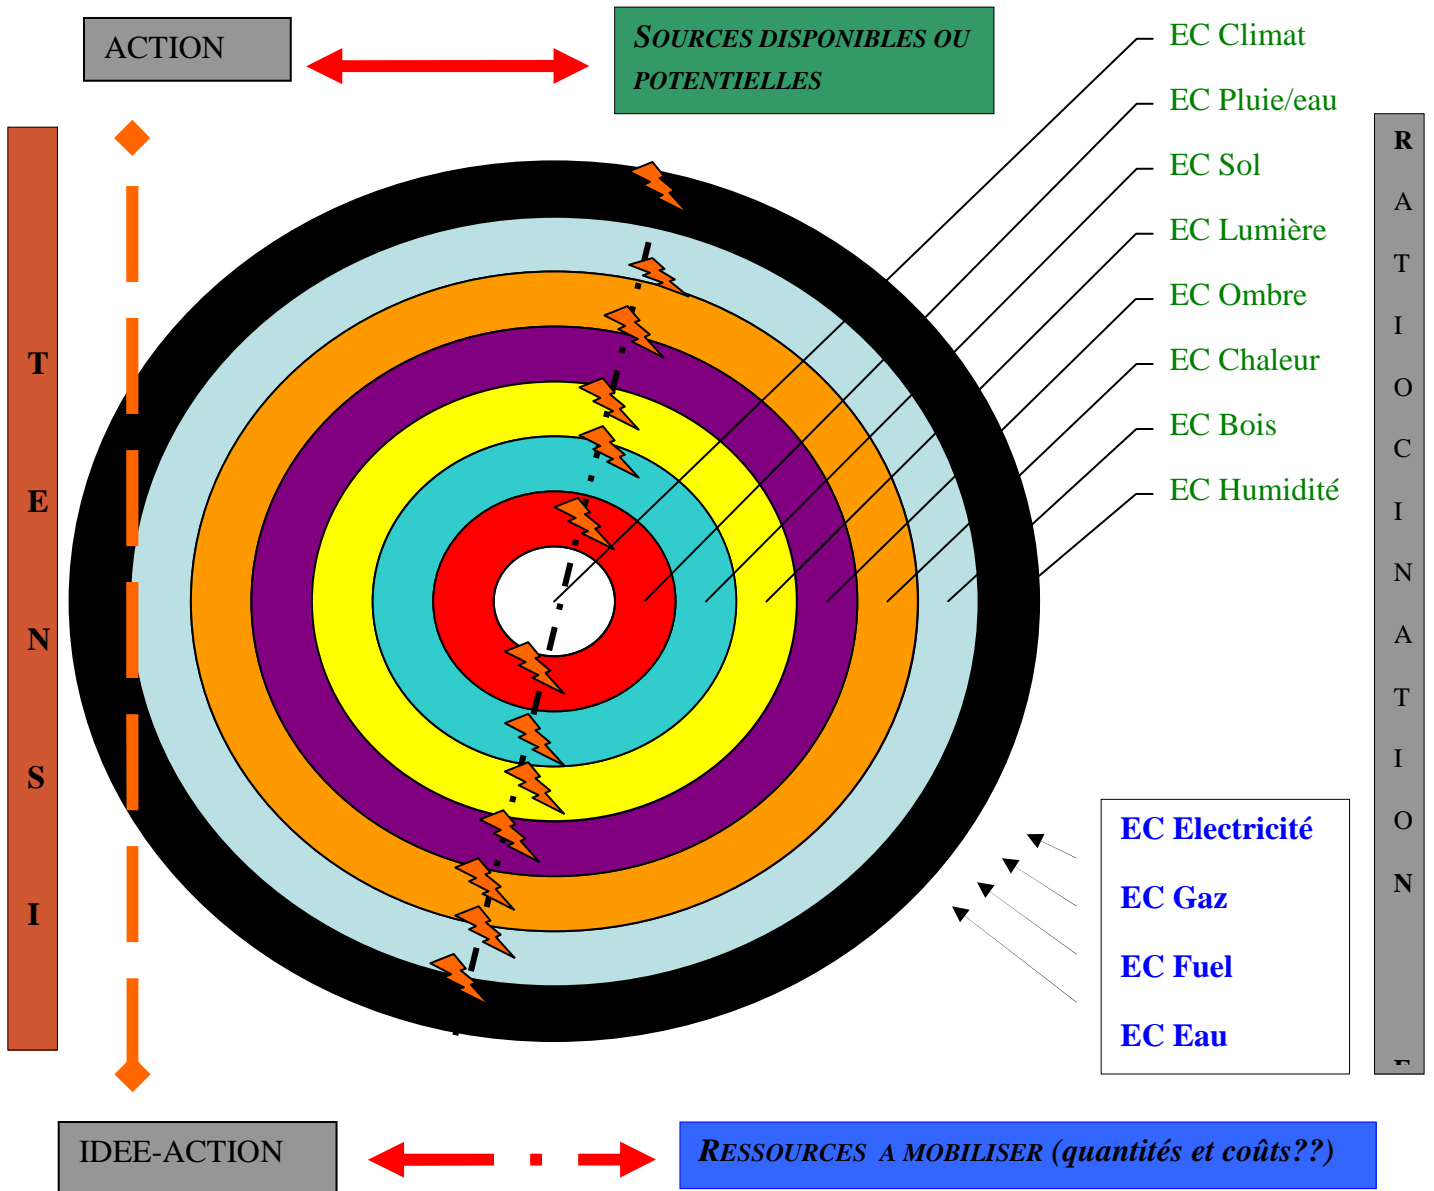 ACTION
SOURCES DISPONIBLES OU
POTENTIELLES
EC Climat
EC Pluie/eau
EC Sol
EC Lumière
EC Ombre
EC Chaleur
EC Bois
EC Humidité
T
E
N
S
I
R
A
T
I
O
C
I
N
A
T
I
O
N
EC Electricité
EC Gaz
EC Fuel
EC Eau
IDEE-ACTION
RESSOURCES A MOBILISER (quantités et coûts??)